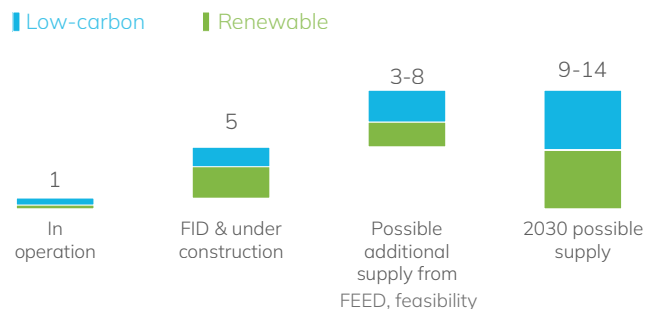 Low-carbon
Renewable
1
5
3-8
9-14
In
operation
FID & under
construction
Possible
additional
supply from
FEED, feasibility
2030 possible
supply